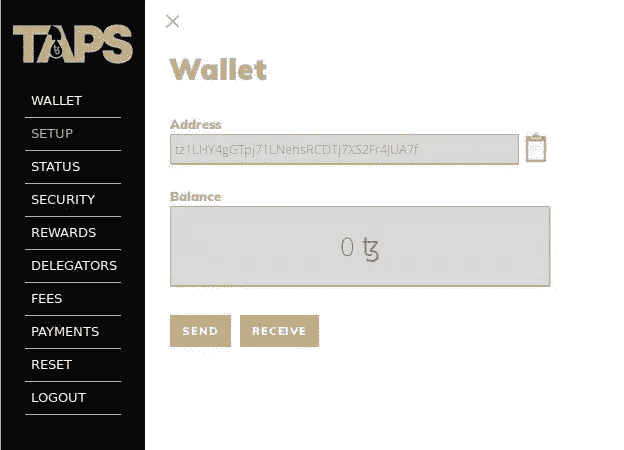 TAPS
WALLET
SETUP
STATUS
SECURITY
REWARDS
DELEGATORS
FEES
PAYMENTS
RESET
LOGOUT
Wallet
Address
tz1LHY4gGTpj71LNehsRCDTj7XS2Fr4JUA7f
Balance
0 ꜩ
SEND RECEIVE